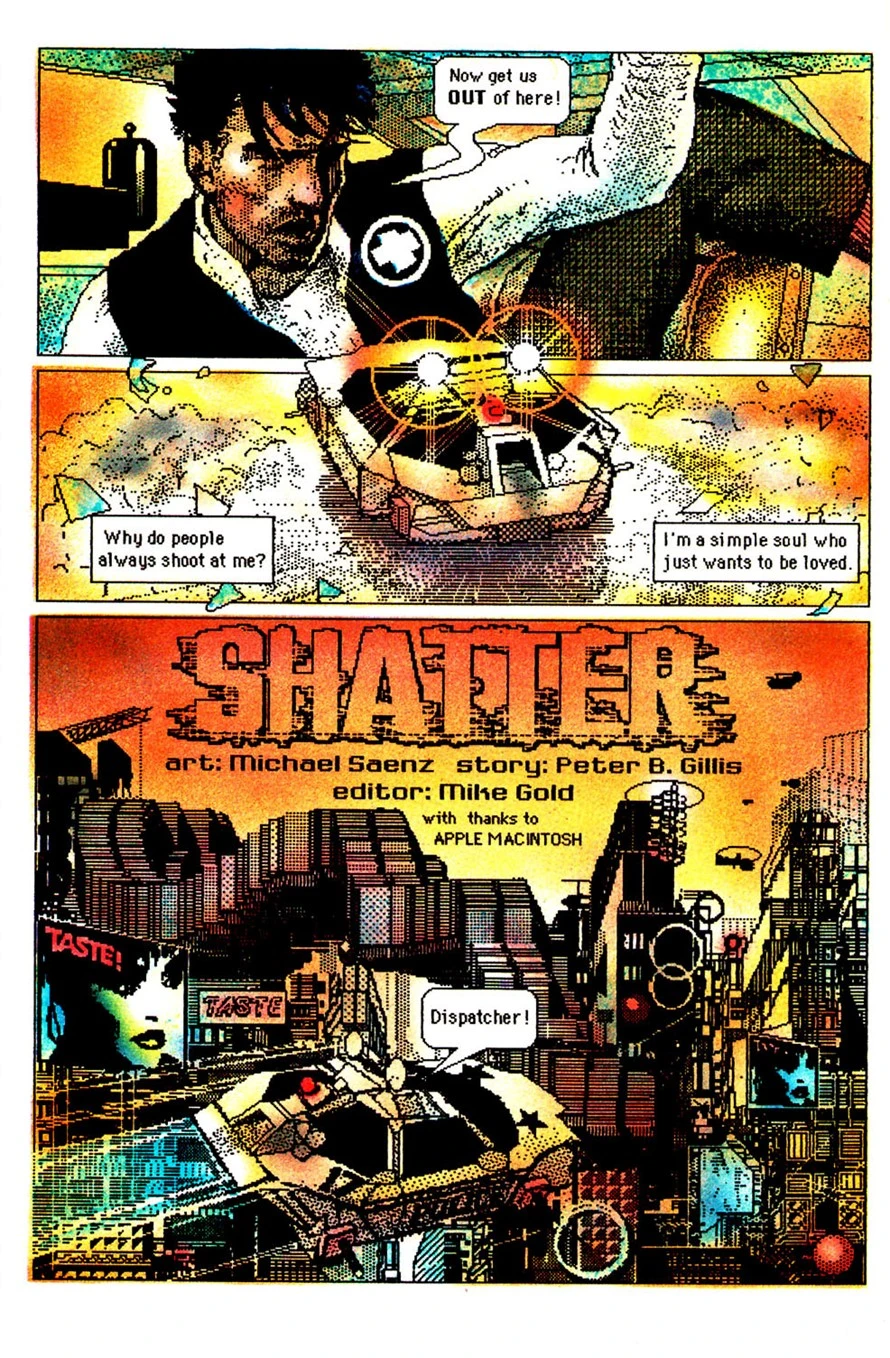 Now get us
OUT of here!
Why do people
always shoot at me?
I'm a simple soul who
just wants to be loved.
SHATTER
art: Michael Saenz story: Peter B. Gillis
editor: Mike Gold
with thanks to
APPLE MACINTOSH
TASTE!
TASTE
Dispatcher!